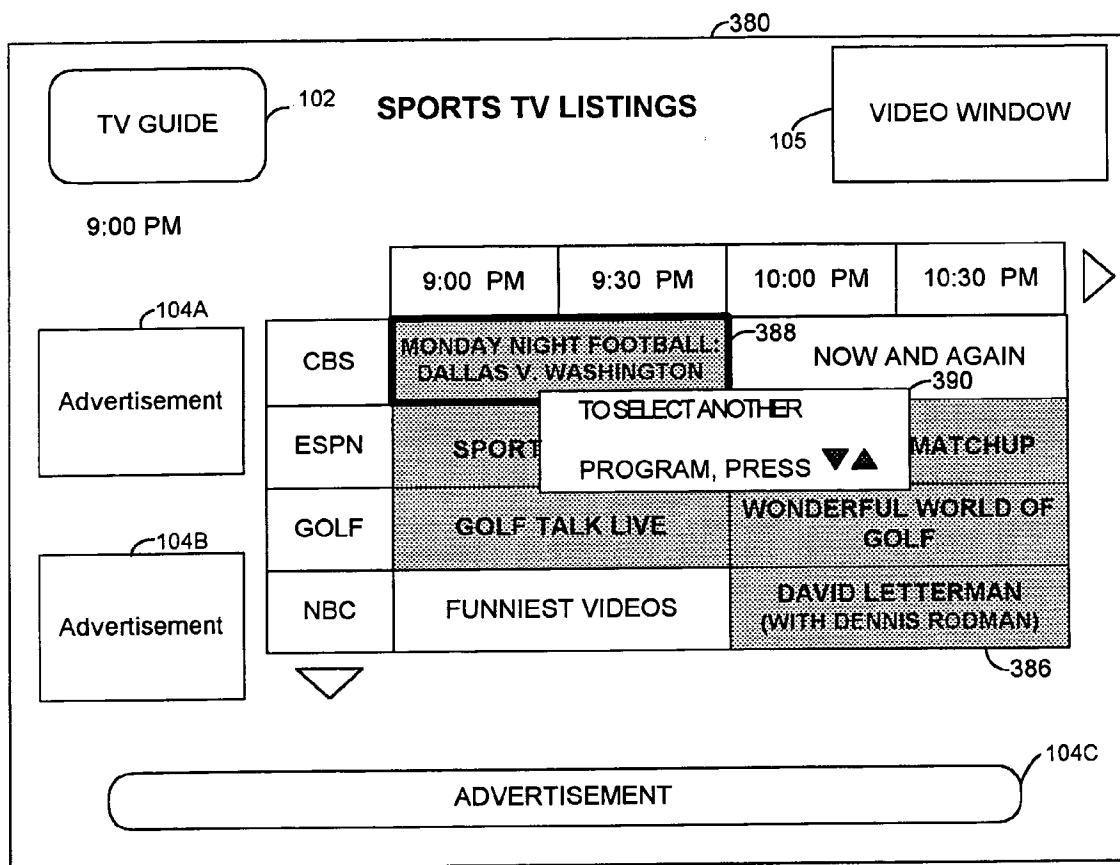 380
TV GUIDE
102
SPORTS TV LISTINGS
105
VIDEO WINDOW
9:00 PM
9:00 PM
9:30 PM
10:00 PM
10:30 PM
104A
Advertisement
CBS
MONDAY NIGHT FOOTBALL:
DALLAS V. WASHINGTON
388
NOW AND AGAIN
390
TO SELECT ANOTHER
PROGRAM, PRESS
ESPN
SPORT
MATCHUP
GOLF
GOLF TALK LIVE
WONDERFUL WORLD OF
GOLF
104B
Advertisement
NBC
FUNNIEST VIDEOS
DAVID LETTERMAN
(WITH DENNIS RODMAN)
386
104C
ADVERTISEMENT